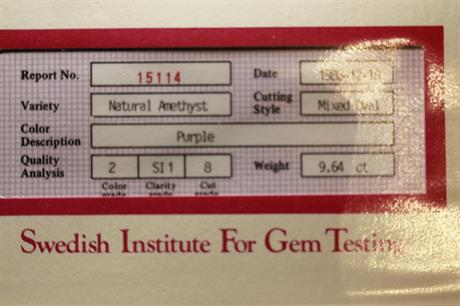 Report No. 15114 Date
Variety Natural Amethyst Cutting Style Mixed Oval
Color Description Purple
Quality Analysis 2 SI1 8 Weight 9.64 ct
Color Clarity Cut
Swedish Institute For Gem Testing